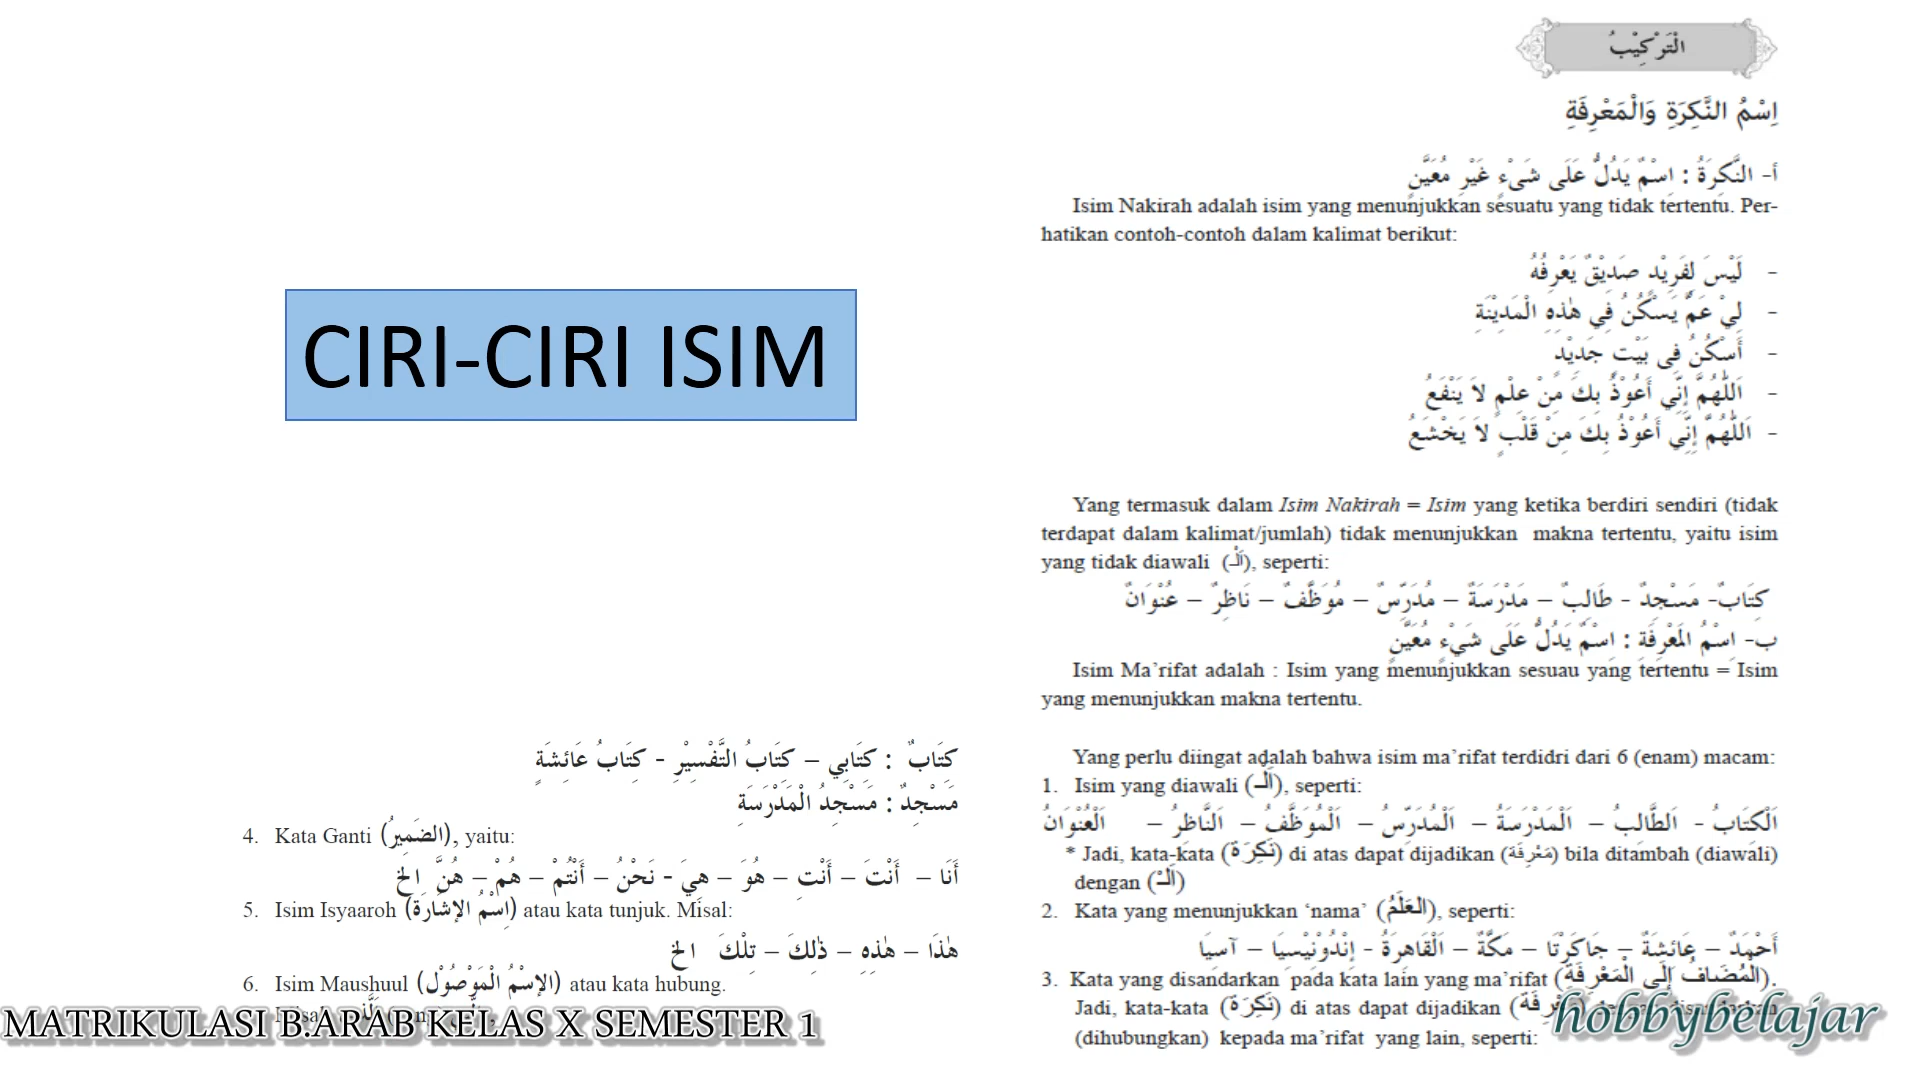 CIRI-CIRI ISIM
التَّرْكِيْبُ
اِسْمُ النَّكِرَةِ وَالْمَعْرِفَةِ
أ- النَّكِرَةُ : اِسْمٌ يَدُلُّ عَلَى شَىْءٍ غَيْرِ مُعَيَّنٍ
Isim Nakirah adalah isim yang menunjukkan sesuatu yang tidak tertentu. Per-
hatikan contoh-contoh dalam kalimat berikut:
- لَيْسَ لِفَرِيْدٍ صَدِيْقٌ يَعْرِفُهُ
- لِيْ عَمٌّ يَسْكُنُ فِي هٰذِهِ الْمَدِيْنَةِ
- أَسْكُنُ فِى بَيْتٍ جَدِيْدٍ
- اَللّٰهُمَّ إِنِّي أَعُوْذُ بِكَ مِنْ عِلْمٍ لاَ يَنْفَعُ
- اَللّٰهُمَّ إِنِّي أَعُوْذُ بِكَ مِنْ قَلْبٍ لاَ يَخْشَعُ
Yang termasuk dalam Isim Nakirah = Isim yang ketika berdiri sendiri (tidak
terdapat dalam kalimat/jumlah) tidak menunjukkan makna tertentu, yaitu isim
yang tidak diawali (اَلْـ), seperti:
كِتَابٌ- مَسْجِدٌ - طَالِبٌ – مَدْرَسَةٌ – مُدَرِّسٌ – مُوَظَّفٌ – نَاظِرٌ – عُنْوَانٌ
ب- اسْمُ المَعْرِفَة : اسْمٌ يَدُلُّ عَلَى شَيْءٍ مُعَيَّنٍ
Isim Ma’rifat adalah : Isim yang menunjukkan sesuau yang tertentu = Isim
yang menunjukkan makna tertentu.
Yang perlu diingat adalah bahwa isim ma’rifat terdidri dari 6 (enam) macam:
1. Isim yang diawali (اَلْـ), seperti:
اَلْكِتَابُ - اَلطَّالِبُ – اَلْمَدْرَسَةُ – اَلْمُدَرِّسُ – اَلْمُوَظَّفُ – اَلنَّاظِرُ – اَلْعُنْوَانُ
* Jadi, kata-kata (نَكِرَة) di atas dapat dijadikan (مَعْرِفَة) bila ditambah (diawali)
dengan (اَلْـ)
2. Kata yang menunjukkan ‘nama’ (العَلَمُ), seperti:
أَحْمَدٌ – عَائِشَةٌ – جَاكَرْتَا – مَكَّةٌ – اَلْقَاهِرَةُ - إِنْدُوْنِيْسِيَا – آسِيَا
3. Kata yang disandarkan pada kata lain yang ma’rifat (الْمُضَافُ إِلَى الْمَعْرِفَةِ).
Jadi, kata-kata (نَكِرَة) di atas dapat dijadikan
(dihubungkan) kepada ma’rifat yang lain, seperti:
كِتَابٌ : كِتَابِي – كِتَابُ التَّفْسِيْرِ - كِتَابُ عَائِشَةٍ
مَسْجِدٌ : مَسْجِدُ الْمَدْرَسَةِ
4. Kata Ganti (الضَمِيرُ), yaitu:
أَنَا – أَنْتَ – أَنْتِ – هُوَ – هِيَ - نَحْنُ – أَنْتُمْ – هُمْ – هُنَّ الخ
5. Isim Isyaaroh (اِسْمُ الإشَارَة) atau kata tunjuk. Misal:
هٰذَا – هٰذِهِ – ذٰلِكَ – تِلْكَ الخ
6. Isim Maushuul (الإسْمُ الْمَوْصُوْل) atau kata hubung.
MATRIKULASI B.ARAB KELAS X SEMESTER 1
hobbybelajar